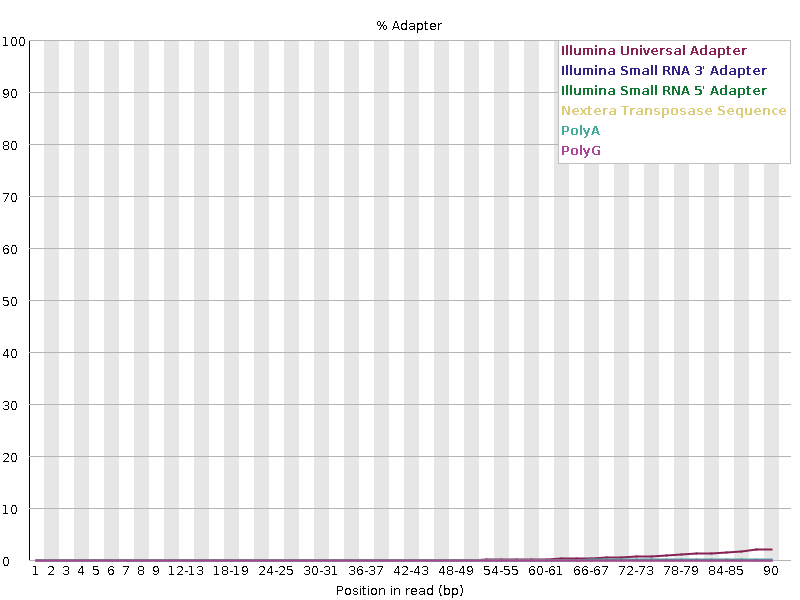 % Adapter
100
90
80
70
60
50
40
30
20
10
0
Illumina Universal Adapter
Illumina Small RNA 3' Adapter
Illumina Small RNA 5' Adapter
Nextera Transposase Sequence
PolyA
PolyG
1 2 3 4 5 6 7 8 9 12-13 18-19 24-25 30-31 36-37 42-43 48-49 54-55 60-61 66-67 72-73 78-79 84-85 90
Position in read (bp)